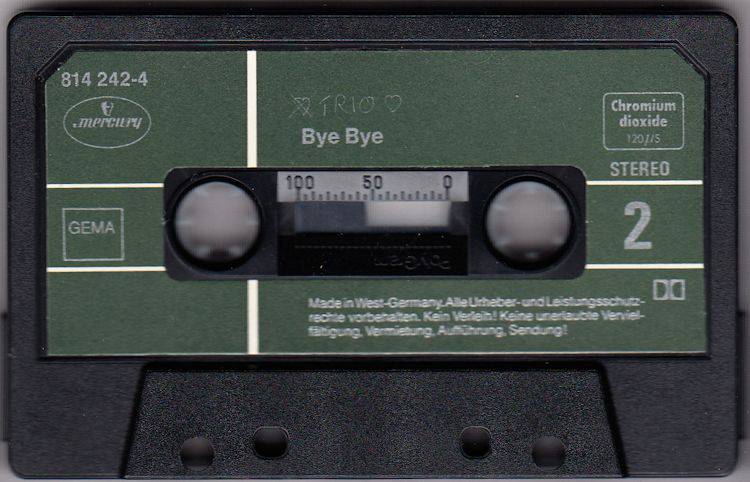 814 242-4
mercury
TRIO
Bye Bye
Chromium
dioxide
120 μS
STEREO
100 50 0
GEMA
2
PolyGram
Made in West-Germany. Alle Urheber- und Leistungsschutz-
rechte vorbehalten. Kein Verleih! Keine unerlaubte Verviel-
fältigung, Vermietung, Aufführung, Sendung!